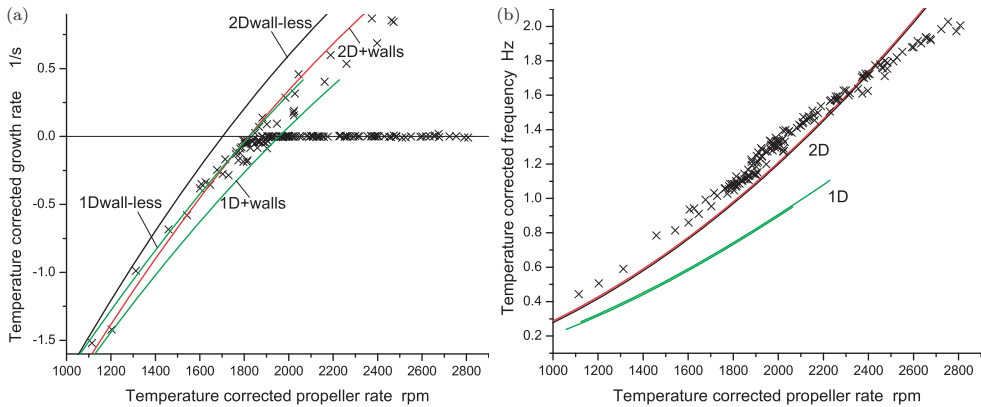 (a)
2Dwall-less
2D+walls
1Dwall-less
1D+walls
Temperature corrected growth rate 1/s
0.5
0.0
-0.5
-1.0
-1.5
1000 1200 1400 1600 1800 2000 2200 2400 2600 2800
Temperature corrected propeller rate rpm
(b)
2D
1D
Temperature corrected frequency Hz
2.0
1.8
1.6
1.4
1.2
1.0
0.8
0.6
0.4
0.2
1000 1200 1400 1600 1800 2000 2200 2400 2600 2800
Temperature corrected propeller rate rpm